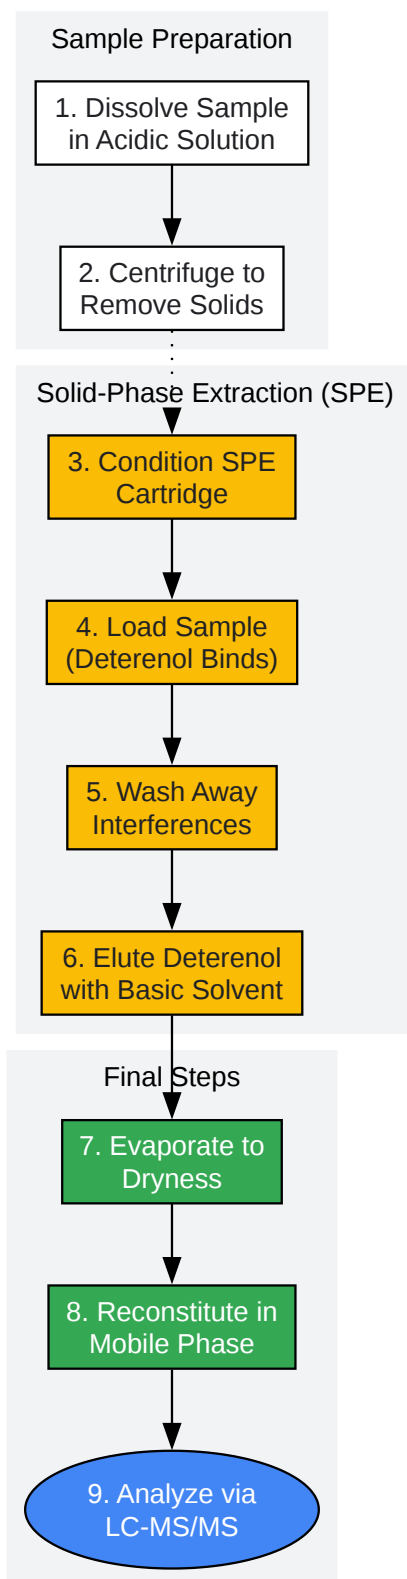 Sample Preparation
1. Dissolve Sample
in Acidic Solution
2. Centrifuge to
Remove Solids
Solid-Phase Extraction (SPE)
3. Condition SPE
Cartridge
4. Load Sample
(Deterenol Binds)
5. Wash Away
Interferences
6. Elute Deterenol
with Basic Solvent
Final Steps
7. Evaporate to
Dryness
8. Reconstitute in
Mobile Phase
9. Analyze via
LC-MS/MS